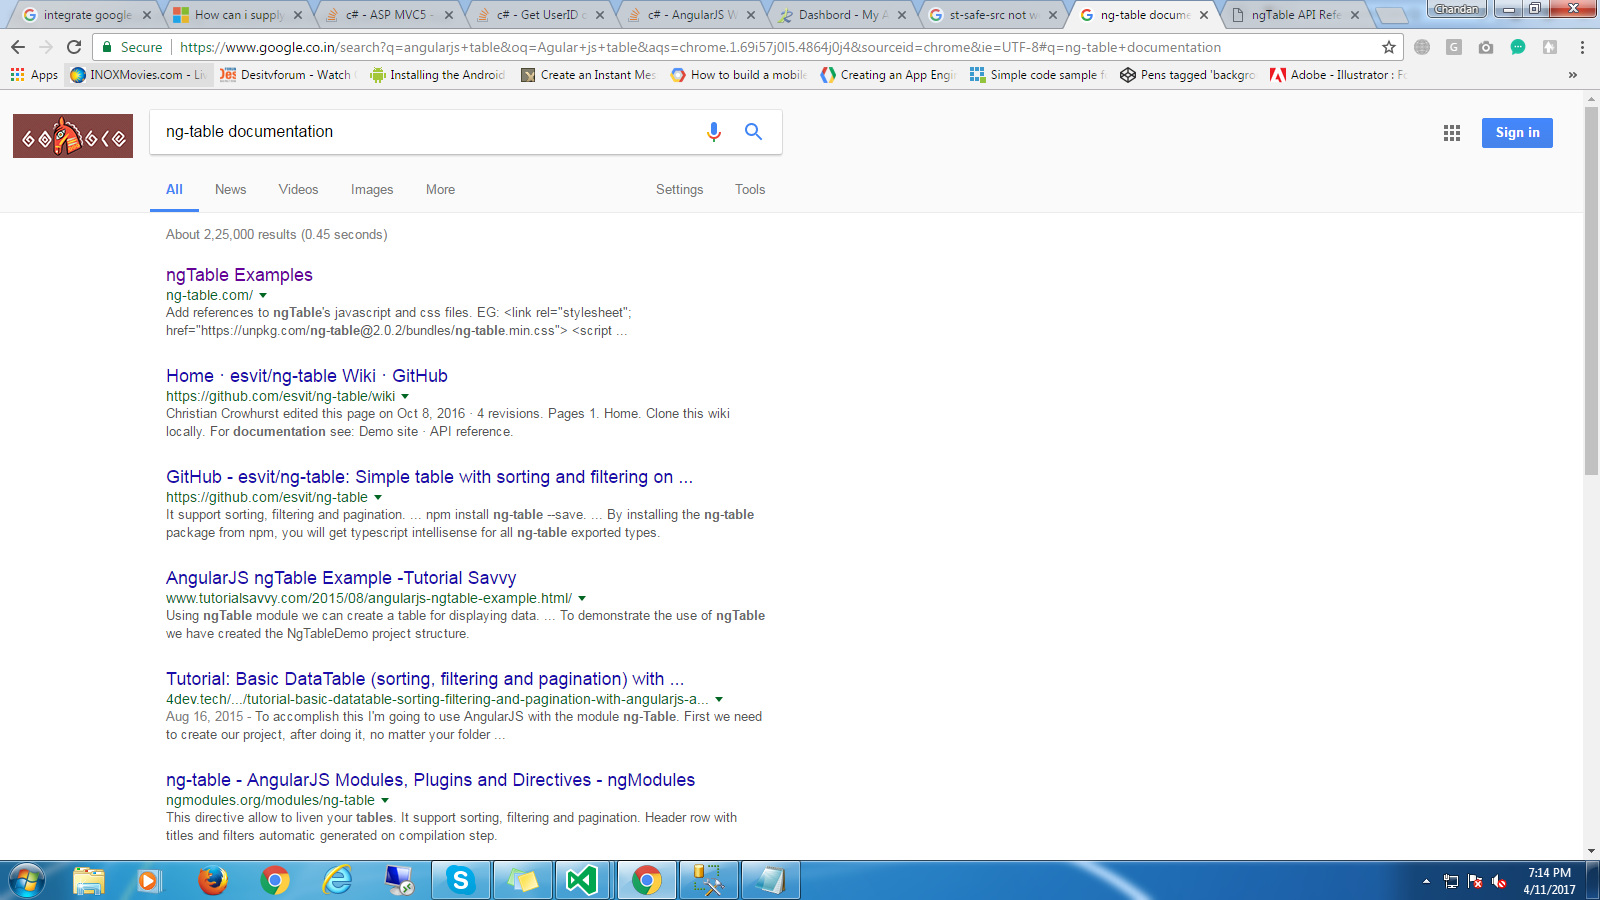 integrate google
How can i supply
c# - ASP MVC5 -
c# - Get UserID o
c# - AngularJS W
Dashbord - My A
st-safe-src not w
ng-table docume
ngTable API Refe
Chandan
Secure
https://www.google.co.in/search?q=angularjs+table&oq=Agular+js+table&aqs=chrome.1.69i57j0l5.4864j0j4&sourceid=chrome&ie=UTF-8#q=ng-table+documentation
Apps
INOXMovies.com - Liv
Desitvforum - Watch
Installing the Android
Create an Instant Mes
How to build a mobile
Creating an App Engi
Simple code sample f
Pens tagged 'backgro
Adobe - Illustrator : Fo
»
ng-table documentation
Sign in
All
News
Videos
Images
More
Settings
Tools
About 2,25,000 results (0.45 seconds)
ngTable Examples
ng-table.com/
Add references to ngTable's javascript and css files. EG: <link rel="stylesheet";
href="https://unpkg.com/ng-table@2.0.2/bundles/ng-table.min.css"> <script ...
Home · esvit/ng-table Wiki · GitHub
https://github.com/esvit/ng-table/wiki
Christian Crowhurst edited this page on Oct 8, 2016 · 4 revisions. Pages 1. Home. Clone this wiki
locally. For documentation see: Demo site · API reference.
GitHub - esvit/ng-table: Simple table with sorting and filtering on ...
https://github.com/esvit/ng-table
It support sorting, filtering and pagination. ... npm install ng-table --save. ... By installing the ng-table
package from npm, you will get typescript intellisense for all ng-table exported types.
AngularJS ngTable Example -Tutorial Savvy
www.tutorialsavvy.com/2015/08/angularjs-ngtable-example.html/
Using ngTable module we can create a table for displaying data. ... To demonstrate the use of ngTable
we have created the NgTableDemo project structure.
Tutorial: Basic DataTable (sorting, filtering and pagination) with ...
4dev.tech/.../tutorial-basic-datatable-sorting-filtering-and-pagination-with-angularjs-a...
Aug 16, 2015 - To accomplish this I'm going to use AngularJS with the module ng-Table. First we need
to create our project, after doing it, no matter your folder ...
ng-table - AngularJS Modules, Plugins and Directives - ngModules
ngmodules.org/modules/ng-table
This directive allow to liven your tables. It support sorting, filtering and pagination. Header row with
titles and filters automatic generated on compilation step.
7:14 PM
4/11/2017